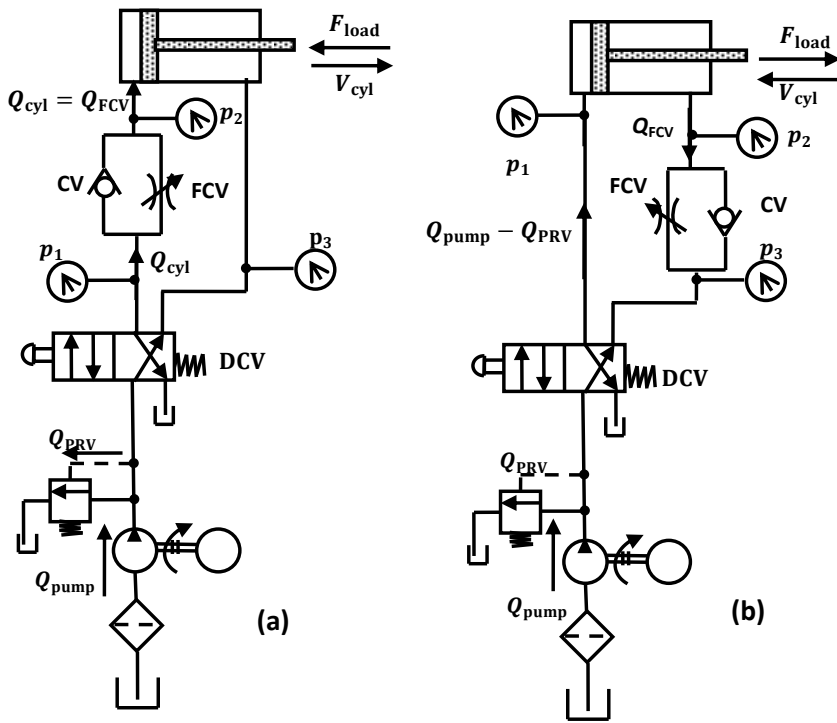 F_load
V_cyl
Q_cyl = Q_FCV
p_2
CV
FCV
p_1
Q_cyl
p_3
DCV
Q_PRV
Q_pump
(a)
F_load
V_cyl
p_1
Q_FCV
p_2
FCV
CV
Q_pump − Q_PRV
p_3
DCV
Q_PRV
Q_pump
(b)